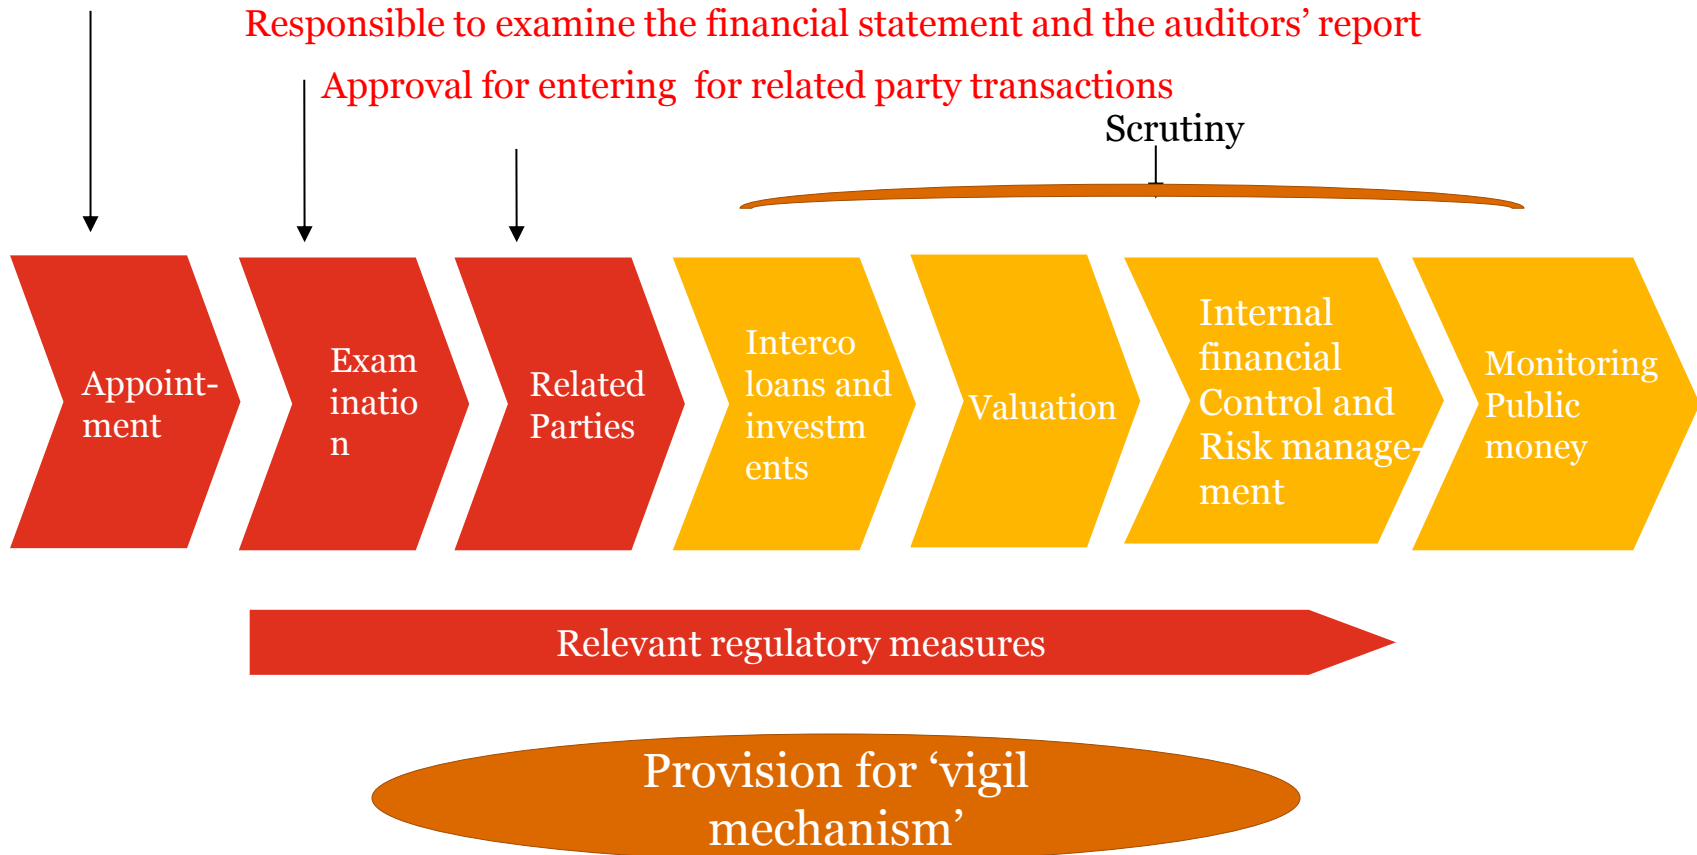 Responsible to examine the financial statement and the auditors’ report
Approval for entering  for related party transactions
Scrutiny
Appoint-
ment
Exam
inatio
n
Related
Parties
Interco
loans and
investm
ents
Valuation
Internal
financial
Control and
Risk manage-
ment
Monitoring
Public
money
Relevant regulatory measures
Provision for ‘vigil
mechanism’